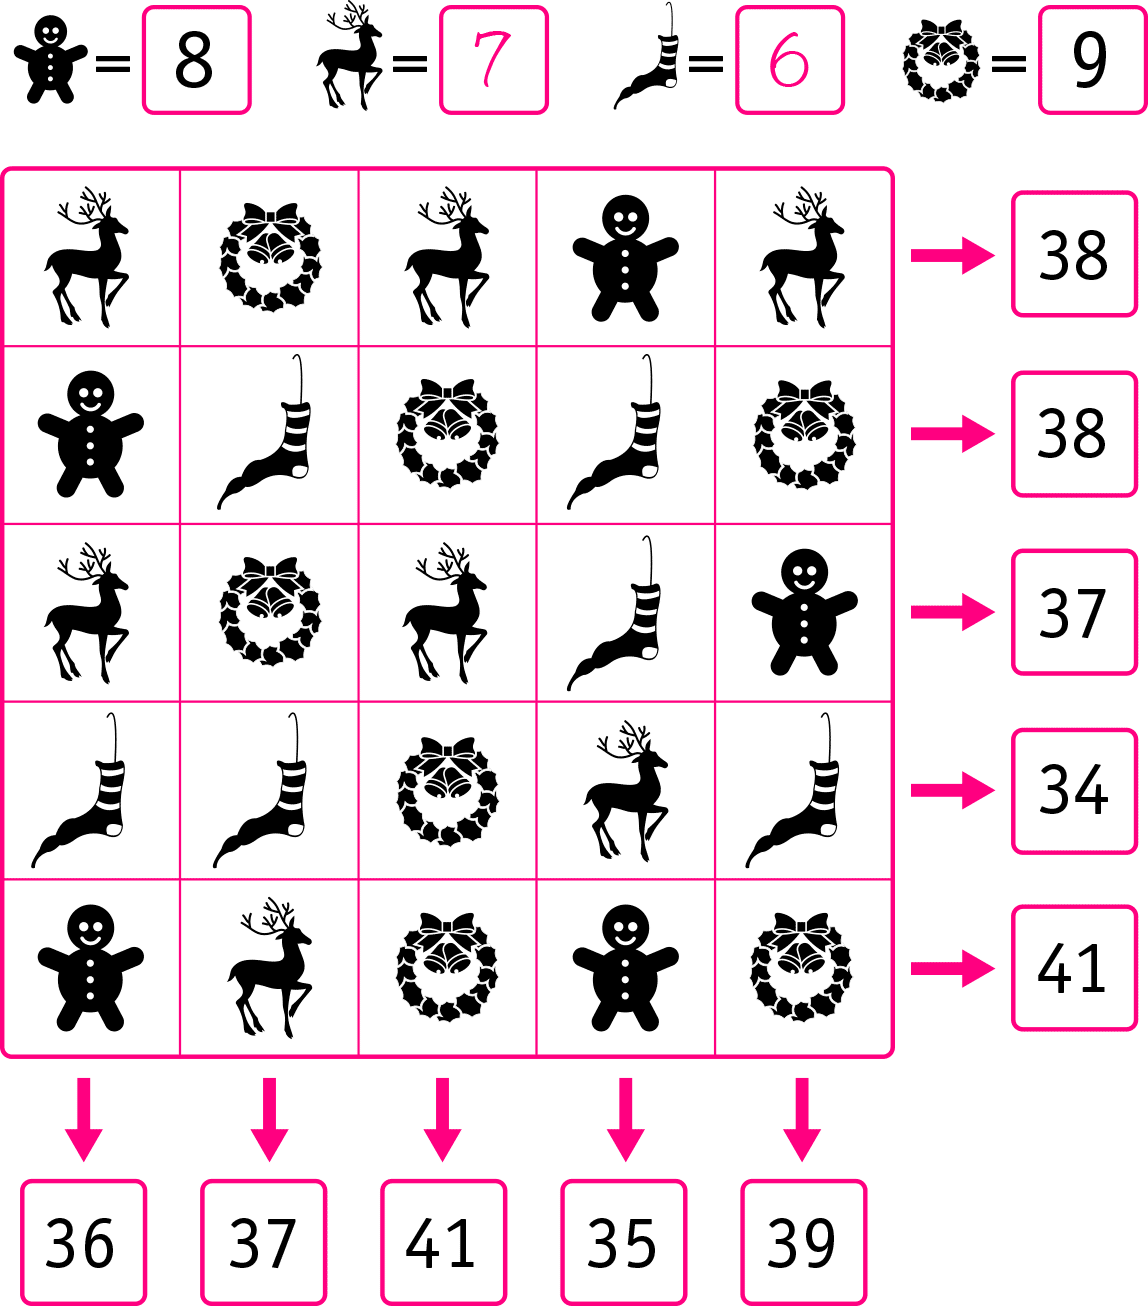 = 8 = 7 = 6 = 9
38
38
37
34
41
36 37 41 35 39